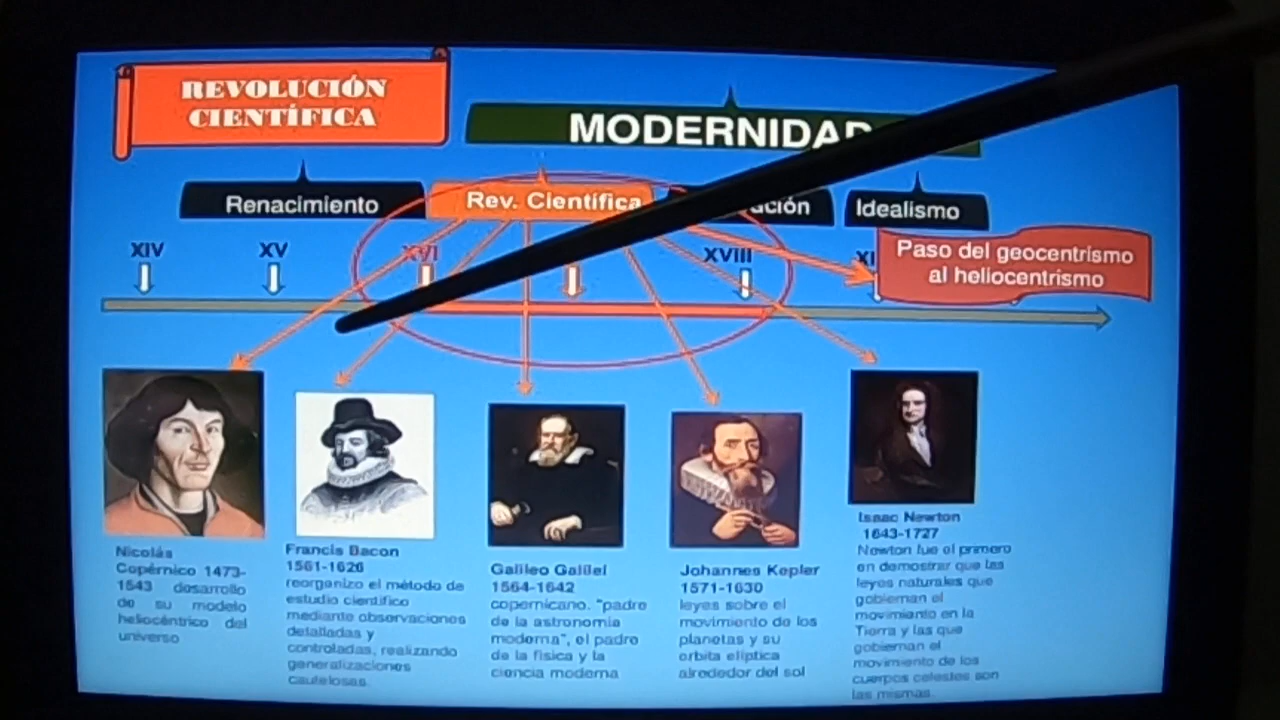 REVOLUCIÓN
CIENTÍFICA
MODERNIDAD
Renacimiento
Rev. Científica
Idealismo
XIV
XV
XVI
XVIII
Paso del geocentrismo
al heliocentrismo
Nicolás
Copérnico 1473-
1543 desarrollo
de su modelo
heliocéntrico del
universo
Francis Bacon
1561-1626
reorganizo el método de
estudio científico
mediante observaciones
detalladas y
controladas, realizando
generalizaciones
cautelosas.
Galileo Galilei
1564-1642
copernicano. "padre
de la astronomía
moderna", el padre
de la física y la
ciencia moderna
Johannes Kepler
1571-1630
leyes sobre el
movimiento de los
planetas y su
orbita elíptica
alrededor del sol
Isaac Newton
1643-1727
Newton fue el primero
en demostrar que las
leyes naturales que
gobiernan el
movimiento en la
Tierra y las que
gobiernan el
movimiento de los
cuerpos celestes son
las mismas.